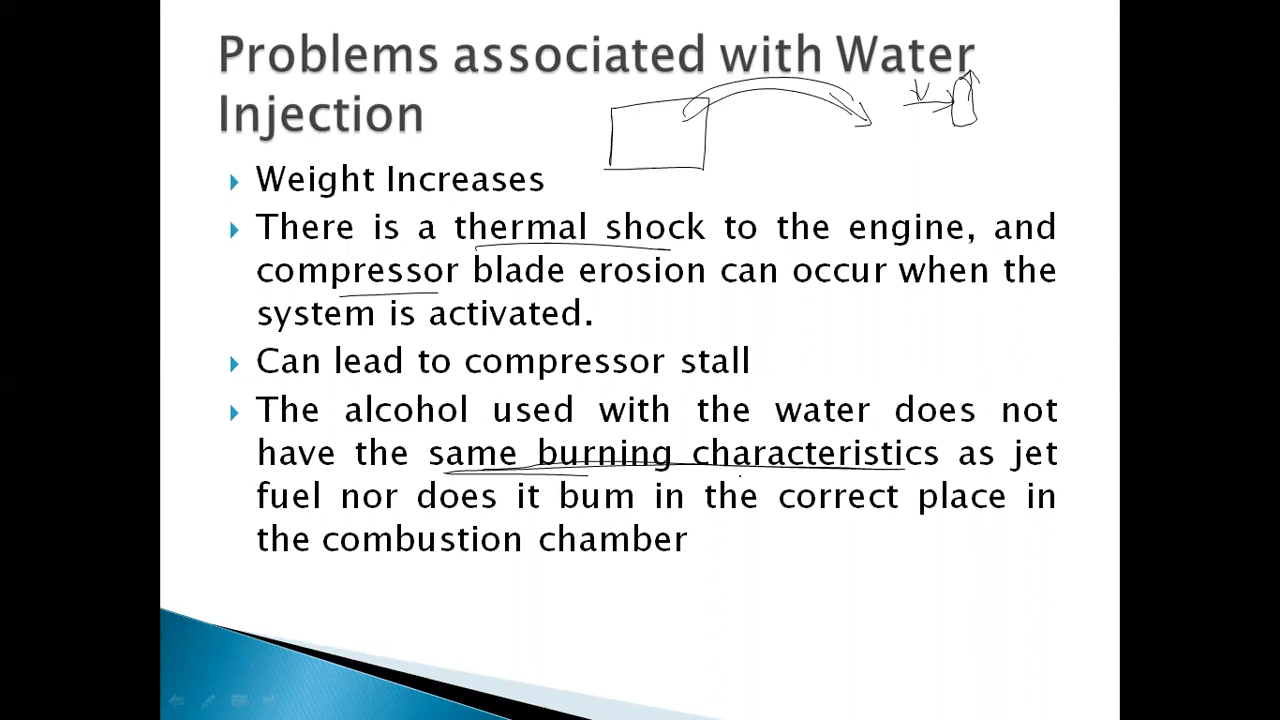 Problems associated with Water
Injection
Weight Increases
There is a thermal shock to the engine, and
compressor blade erosion can occur when the
system is activated.
Can lead to compressor stall
The alcohol used with the water does not
have the same burning characteristics as jet
fuel nor does it bum in the correct place in
the combustion chamber